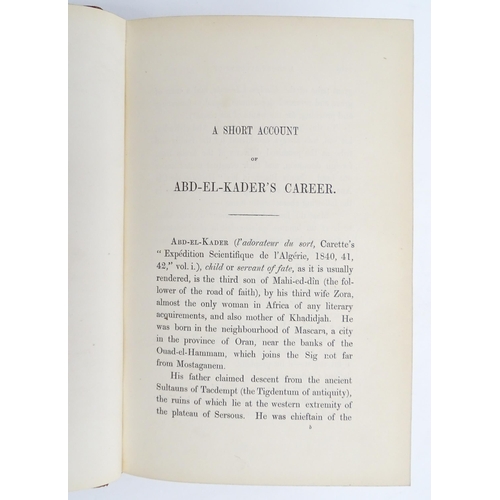 A SHORT ACCOUNT
OF
ABD-EL-KADER'S CAREER.
ABD-EL-KADER (l'adorateur du sort, Carette's
"Expédition Scientifique de l'Algérie, 1840, 41,
42," vol. i.), child or servant of fate, as it is usually
rendered, is the third son of Mahi-ed-din (the fol-
lower of the road of faith), by his third wife Zora,
almost the only woman in Africa of any literary
acquirements, and also mother of Khadidjah. He
was born in the neighbourhood of Mascara, a city
in the province of Oran, near the banks of the
Ouad-el-Hammam, which joins the Sig not far
from Mostaganem.
His father claimed descent from the ancient
Sultauns of Tacdempt (the Tigdentum of antiquity),
the ruins of which lie at the western extremity of
the plateau of Sersous. He was chieftain of the